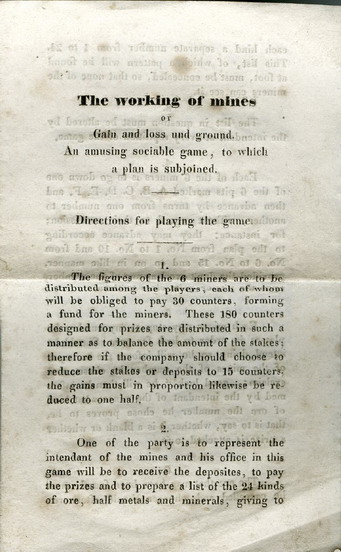 The working of mines
or
Gain and loss und ground.
An amusing sociable game, to which
a plan is subjoined.
Directions for playing the game.
1.
The figures of the 6 miners are to be
distributed among the players, each of whom
will be obliged to pay 30 counters, forming
a fund for the miners. These 180 counters
designed for prizes are distributed in such a
manner as to balance the amount of the stakes;
therefore if the company should choose to
reduce the stakes or deposits to 15 counters,
the gains must in proportion likewise be re-
duced to one half.
2.
One of the party is to represent the
intendant of the mines and his office in this
game will be to receive the deposites, to pay
the prizes and to prepare a list of the 24 kinds
of ore, half metals and minerals, giving to